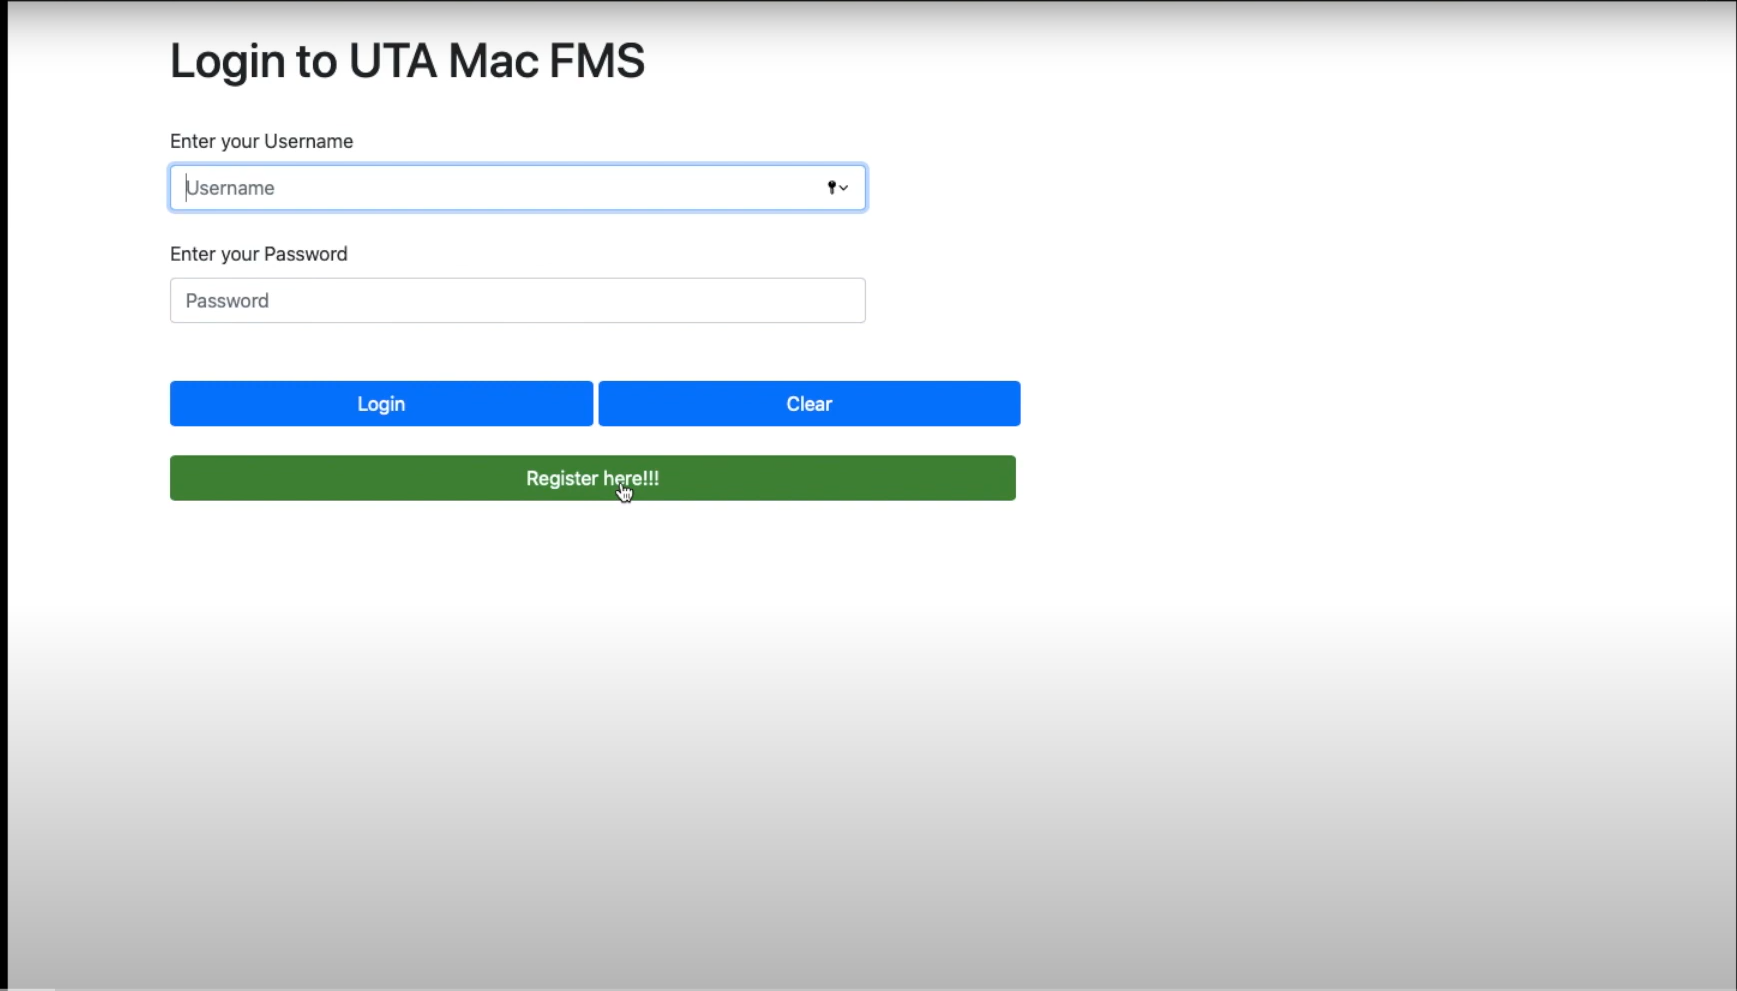 Login to UTA Mac FMS
Enter your Username
Username
Enter your Password
Password
Login Clear
Register here!!!